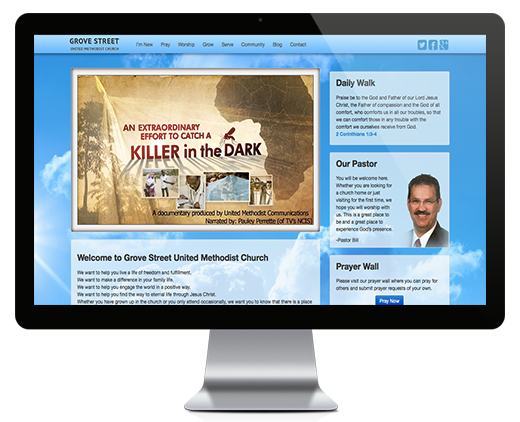 GROVE STREET
UNITED METHODIST CHURCH
I'm New Pray Worship Grow Serve Community Blog Contact
AN EXTRAORDINARY
EFFORT TO CATCH A
KILLER in the DARK
A documentary produced by United Methodist Communications
Narrated by: Pauley Perrette (of TV's NCIS)
Welcome to Grove Street United Methodist Church
We want to help you live a life of freedom and fulfillment.
We want to make a difference in your family life.
We want to help you engage the world in a positive way.
We want to help you find the way to eternal life through Jesus Christ.
Whether you have grown up in the church or you only attend occasionally, we want you to know that there is a place
Daily Walk
Praise be to the God and Father of our Lord Jesus
Christ, the Father of compassion and the God of all
comfort, who comforts us in all our troubles, so that
we can comfort those in any trouble with the
comfort we ourselves receive from God.
2 Corinthians 1:3-4
Our Pastor
You will be welcome here.
Whether you are looking for
a church home or just
visiting for the first time, we
hope you will worship with
us. This is a great place to
be and a great place to
experience God's presence.
-Pastor Bill
Prayer Wall
Please visit our prayer wall where you can pray for
others and submit prayer requests of your own.
Pray Now